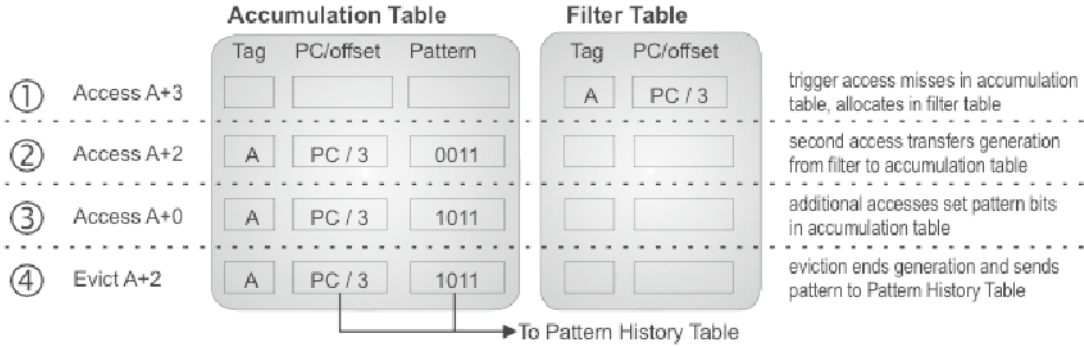 Accumulation Table Filter Table
Tag PC/offset Pattern Tag PC/offset
① Access A+3 A PC / 3 trigger access misses in accumulation
table, allocates in filter table
② Access A+2 A PC / 3 0011 second access transfers generation
from filter to accumulation table
③ Access A+0 A PC / 3 1011 additional accesses set pattern bits
in accumulation table
④ Evict A+2 A PC / 3 1011 eviction ends generation and sends
pattern to Pattern History Table
To Pattern History Table